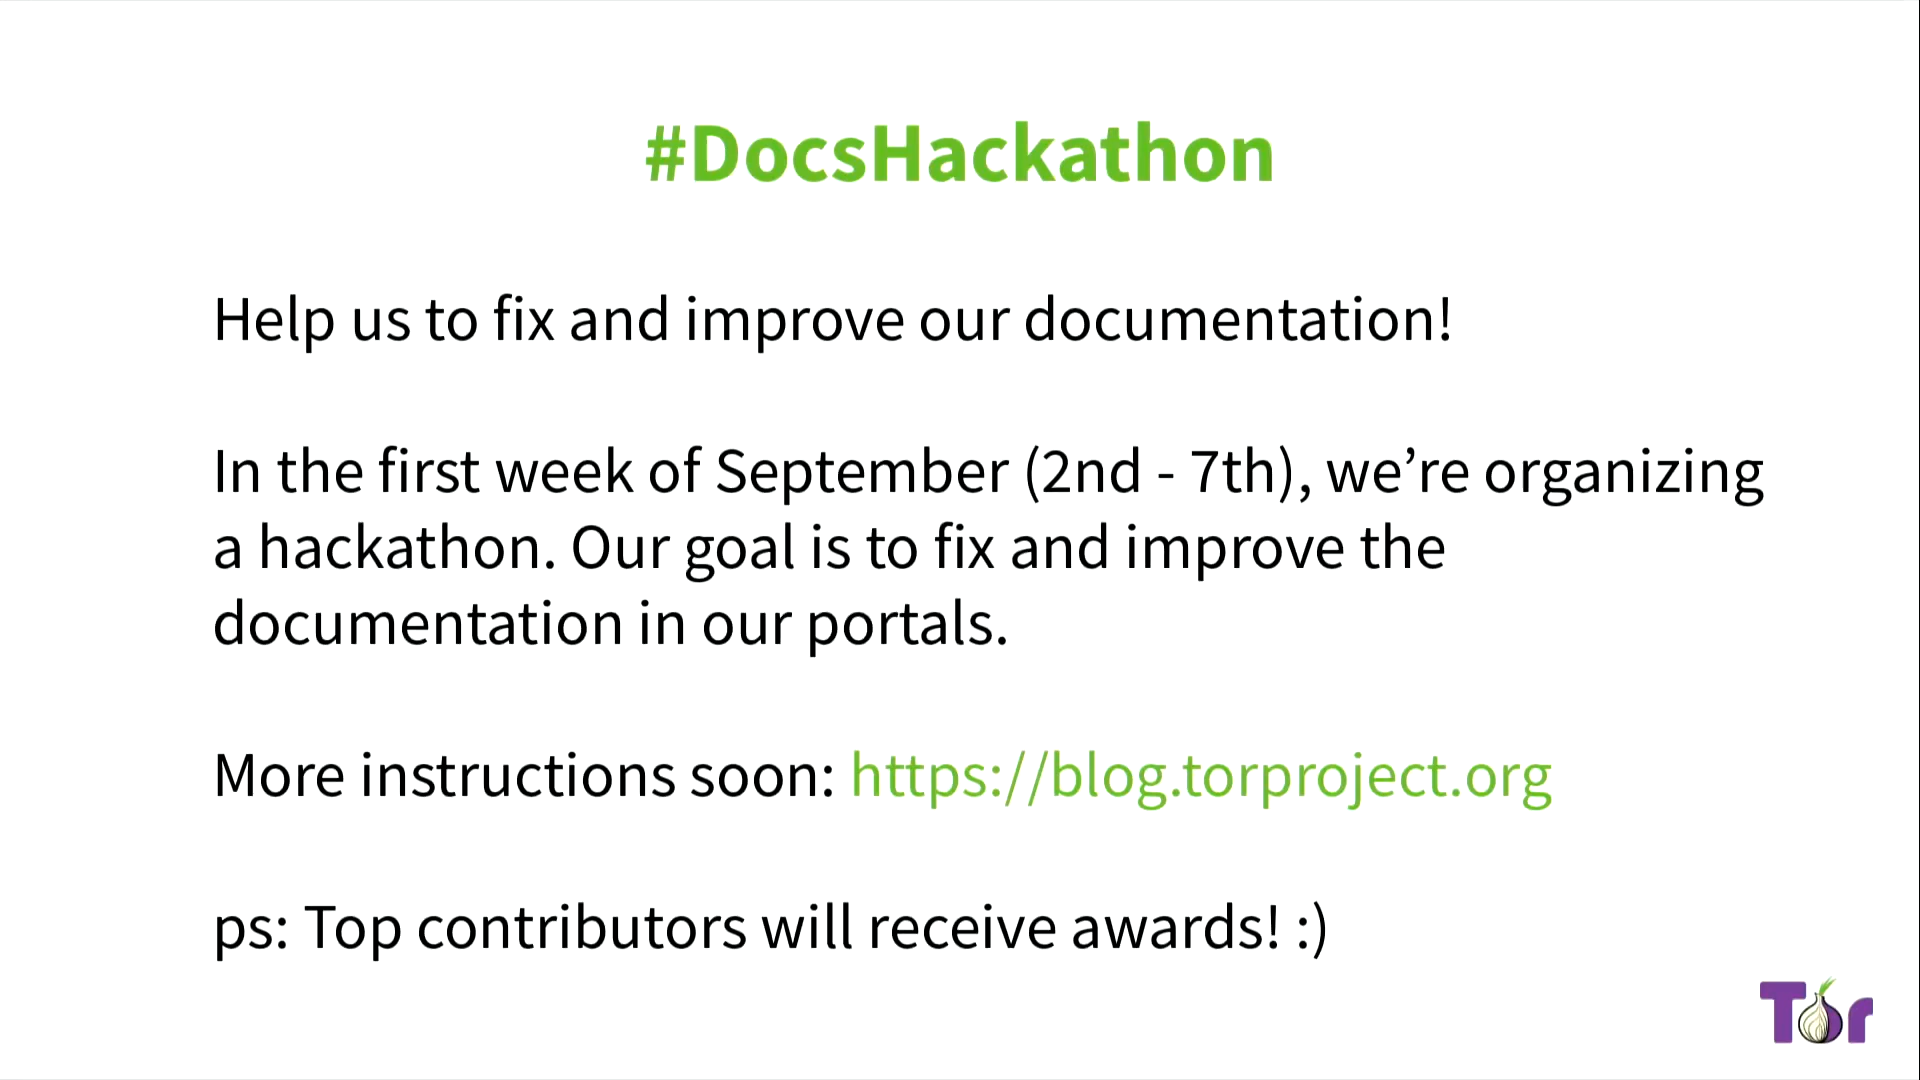 #DocsHackathon
Help us to fix and improve our documentation!
In the first week of September (2nd - 7th), we’re organizing
a hackathon. Our goal is to fix and improve the
documentation in our portals.
More instructions soon: https://blog.torproject.org
ps: Top contributors will receive awards! :)
Tor